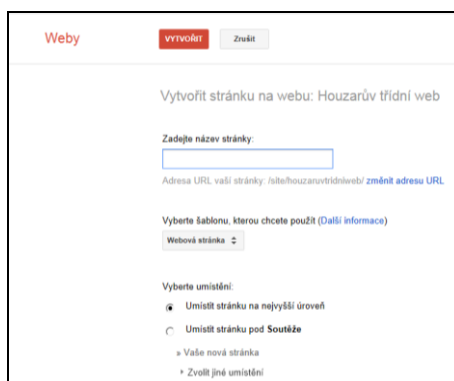 Weby VYTVOŘIT Zrušit
Vytvořit stránku na webu: Houzarův třídní web
Zadejte název stránky:
Adresa URL vaší stránky: /site/houzaruvtridniweb/ změnit adresu URL
Vyberte šablonu, kterou chcete použít (Další informace)
Webová stránka
Vyberte umístění:
Umístit stránku na nejvyšší úroveň
Umístit stránku pod Soutěže
» Vaše nová stránka
Zvolit jiné umístění